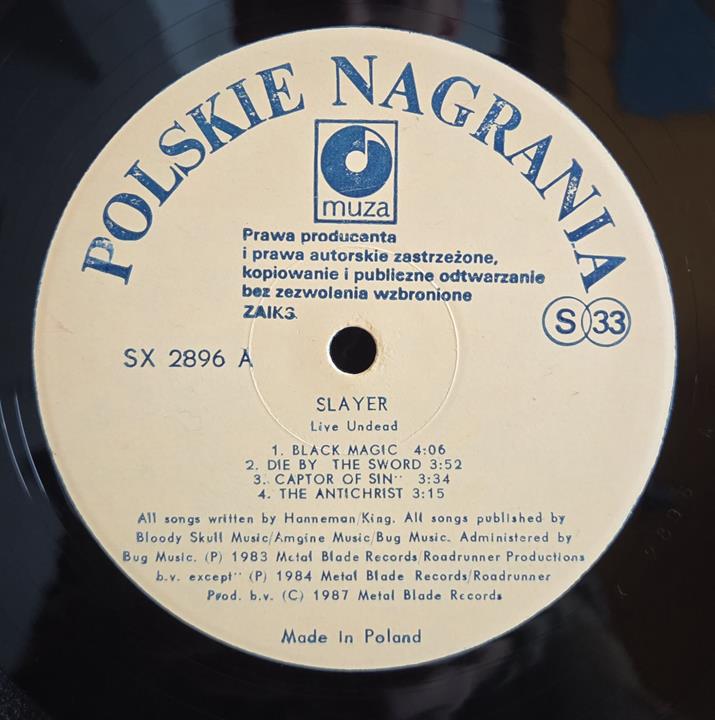 POLSKIE NAGRANIA
muza
Prawa producenta
i prawa autorskie zastrzeżone,
kopiowanie i publiczne odtwarzanie
bez zezwolenia wzbronione
ZAIKS.
S 33
SX 2896 A
SLAYER
Live Undead
1. BLACK MAGIC 4:06
2. DIE BY THE SWORD 3:52
3. CAPTOR OF SIN¨ 3:34
4. THE ANTICHRIST 3:15
All songs written by Hanneman/King. All songs published by
Bloody Skull Music/Amgine Music/Bug Music. Administered by
Bug Music. (P) 1983 Metal Blade Records/Roadrunner Productions
b.v. except¨ (P) 1984 Metal Blade Records/Roadrunner
Prod. b.v. (C) 1987 Metal Blade Records
Made In Poland